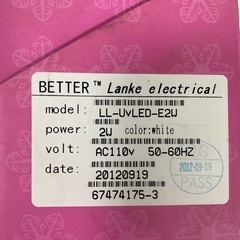 BETTER™ Lanke electrical
model: LL-UvLED-E2W
power: 2W color:white
volt: AC110v 50-60HZ
date: 20120919
2012-09-19
PASS
67474175-3